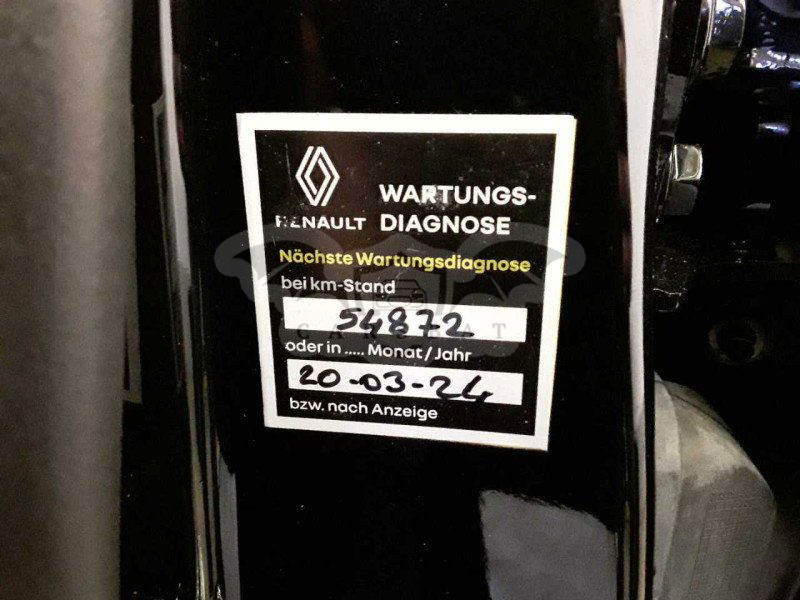 RENAULT
WARTUNGS-
DIAGNOSE
Nächste Wartungsdiagnose
bei km-Stand
54872
oder in ..... Monat/Jahr
20-03-24
bzw. nach Anzeige